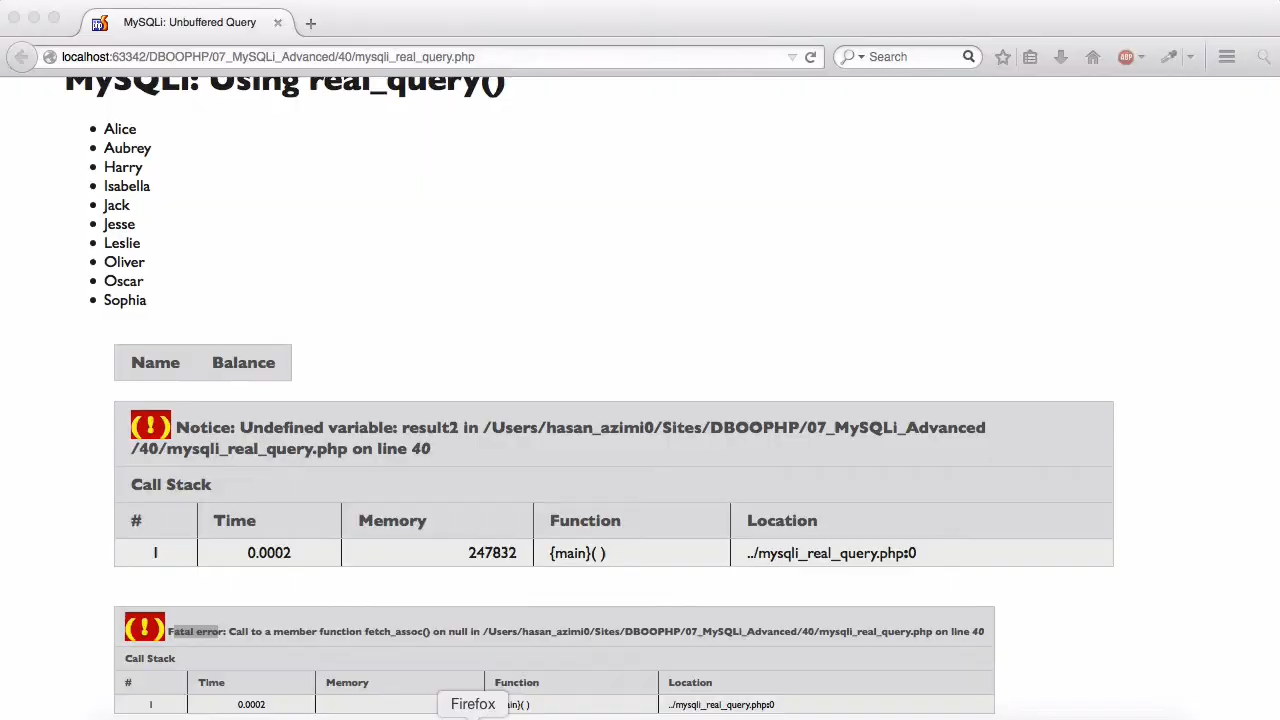 MySQLi: Unbuffered Query
localhost:63342/DBOOPHP/07_MySQLi_Advanced/40/mysqli_real_query.php
Search
ABP
MySQLi: Using real_query()
Alice
Aubrey
Harry
Isabella
Jack
Jesse
Leslie
Oliver
Oscar
Sophia
Name Balance
(!) Notice: Undefined variable: result2 in /Users/hasan_azimi0/Sites/DBOOPHP/07_MySQLi_Advanced
/40/mysqli_real_query.php on line 40
Call Stack
# Time Memory Function Location
1 0.0002 247832 {main}( ) ../mysqli_real_query.php:0
(!) Fatal error: Call to a member function fetch_assoc() on null in /Users/hasan_azimi0/Sites/DBOOPHP/07_MySQLi_Advanced/40/mysqli_real_query.php on line 40
Call Stack
# Time Memory Function Location
1 0.0002 ../mysqli_real_query.php:0
Firefox